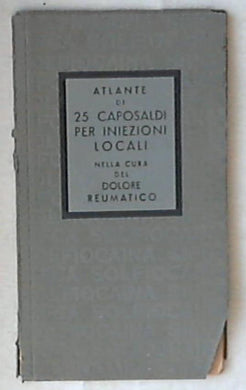 ATLANTE
DI
25 CAPOSALDI
PER INIEZIONI
LOCALI
NELLA CURA
DEL
DOLORE
REUMATICO